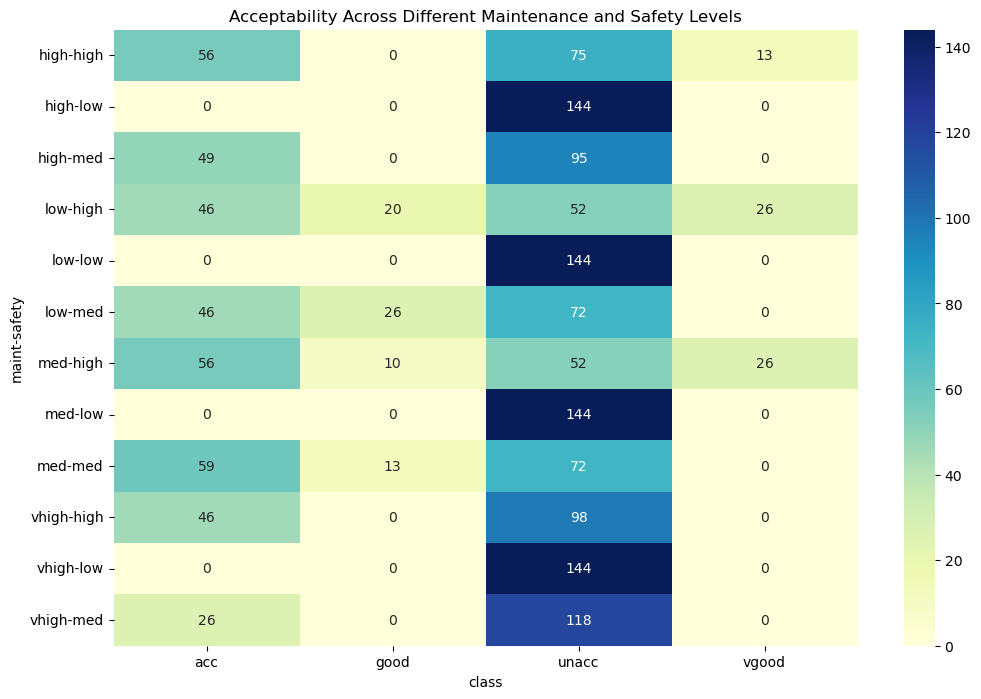 Acceptability Across Different Maintenance and Safety Levels
maint-safety
high-high 56 0 75 13
high-low 0 0 144 0
high-med 49 0 95 0
low-high 46 20 52 26
low-low 0 0 144 0
low-med 46 26 72 0
med-high 56 10 52 26
med-low 0 0 144 0
med-med 59 13 72 0
vhigh-high 46 0 98 0
vhigh-low 0 0 144 0
vhigh-med 26 0 118 0
acc good unacc vgood
class
140
120
100
80
60
40
20
0